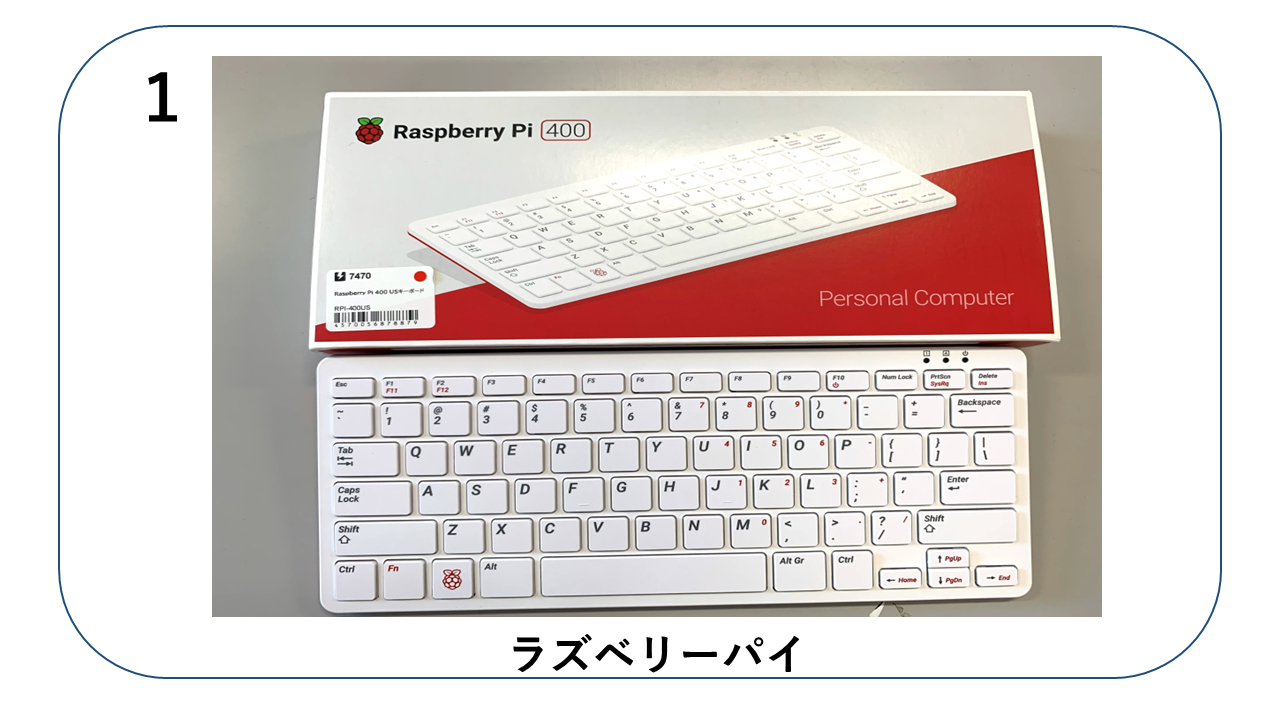 1
Raspberry Pi 400
7470
Raspberry Pi 400 USキーボード
RPI-400US
4570056878879
Personal Computer
Esc F1 F11 F2 F12 F3 F4 F5 F6 F7 F8 F9 F10 Num Lock PrtScn SysRq Delete Ins
~ ` ! 1 @ 2 # 3 $ 4 % 5 ^ 6 & 7 7 * 8 8 ( 9 9 ) 0 * _ - + = Backspace
Tab Q W E R T Y U 4 I 5 O 6 P - { [ } ] | \
Caps Lock A S D F G H J 1 K 2 L 3 : ; + " ' Enter
Shift Z X C V B N M 0 < , > . . ? / / Shift
Ctrl Fn Alt Alt Gr Ctrl Home PgUp PgDn End
ラズベリーパイ